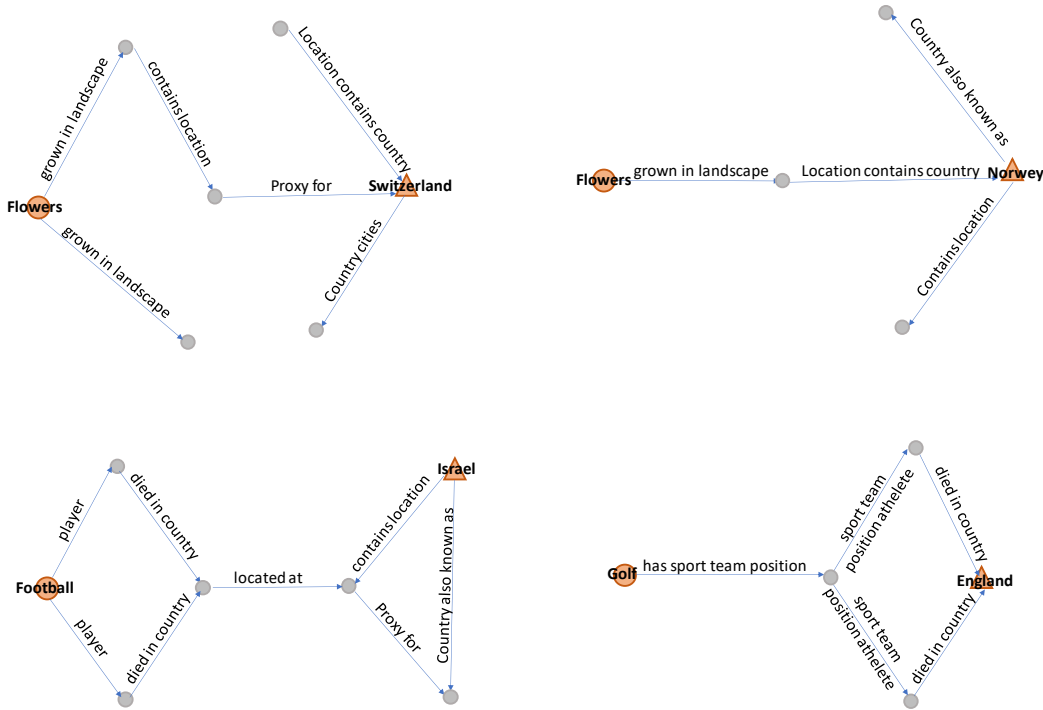 grown in landscape
contains location
Location contains country
Proxy for
Switzerland
Flowers
grown in landscape
Country cities
Country also known as
Flowers
grown in landscape
Location contains country
Norwey
Contains location
Israel
player
died in country
contains location
Country also known as
located at
Football
Proxy for
player
died in country
sport team
position athelete
died in country
Golf
has sport team position
England
sport team
position athelete
died in country